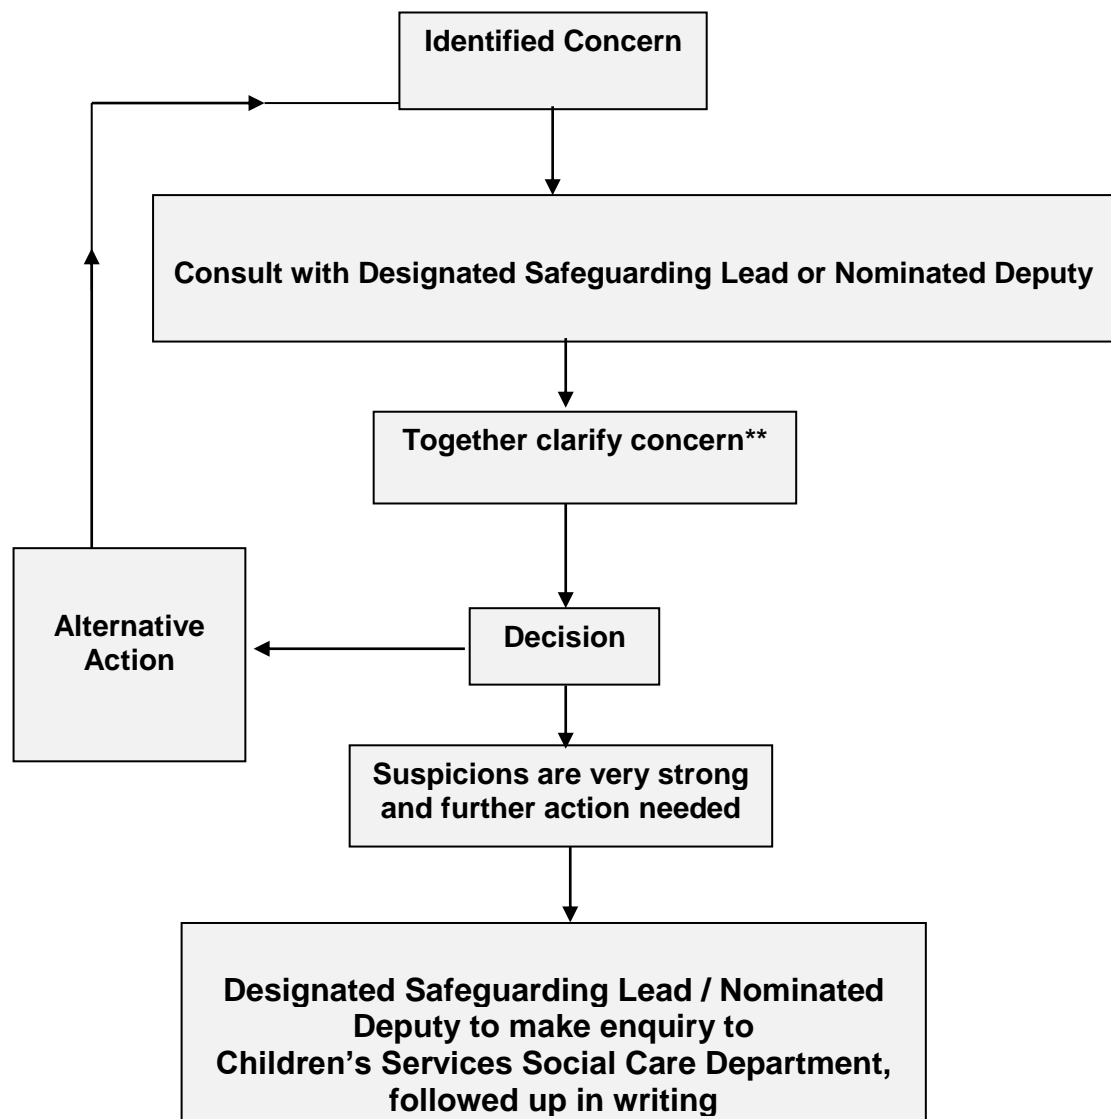 Identified Concern
Consult with Designated Safeguarding Lead or Nominated Deputy
Together clarify concern**
Alternative
Action
Decision
Suspicions are very strong
and further action needed
Designated Safeguarding Lead / Nominated
Deputy to make enquiry to
Children’s Services Social Care Department,
followed up in writing